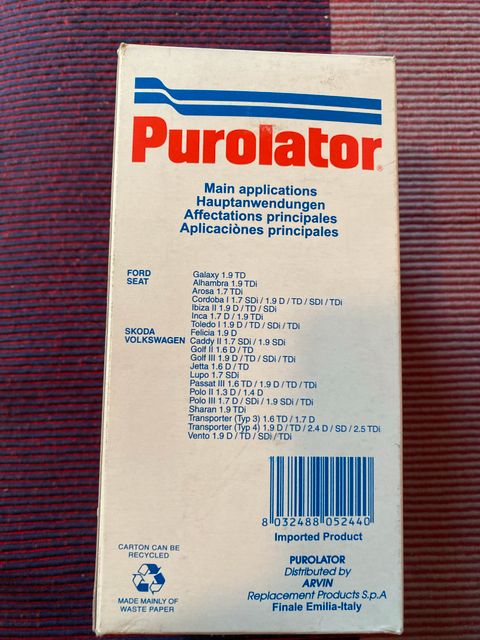 Purolator®
Main applications
Hauptanwendungen
Affectations principales
Aplicaciònes principales
FORD Galaxy 1.9 TD
SEAT Alhambra 1.9 TDi
Arosa 1.7 TDi
Cordoba I 1.7 SDi / 1.9 D / TD / SDI / TDi
Ibiza II 1.9 D / TD / SDi
Inca 1.7 D / 1.9 TDi
Toledo I 1.9 D / TD / SDi / TDi
SKODA Felicia 1.9 D
VOLKSWAGEN Caddy II 1.7 SDi / 1.9 SDi
Golf II 1.6 D / TD
Golf III 1.9 D / TD / SDi / TDi
Jetta 1.6 D / TD
Lupo 1.7 SDi
Passat III 1.6 TD / 1.9 D / TD / TDi
Polo II 1.3 D / 1.4 D
Polo III 1.7 D / SDi / 1.9 SDi / TDi
Sharan 1.9 TDi
Transporter (Typ 3) 1.6 TD / 1.7 D
Transporter (Typ 4) 1.9 D / TD / 2.4 D / SD / 2.5 TDi
Vento 1.9 D / TD / SDi / TDi
8 032488 052440
Imported Product
CARTON CAN BE
RECYCLED
MADE MAINLY OF
WASTE PAPER
PUROLATOR
Distributed by
ARVIN
Replacement Products S.p.A
Finale Emilia-Italy